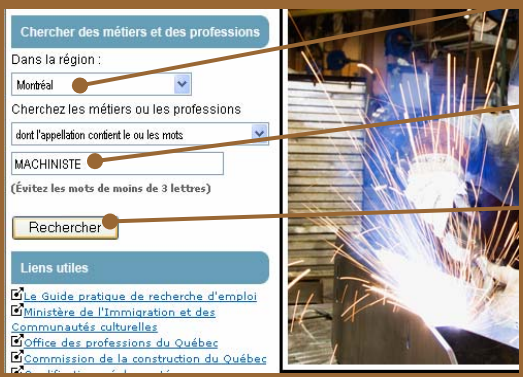 Chercher des métiers et des professions
Dans la région :
Montréal
Cherchez les métiers ou les professions
dont l'appellation contient le ou les mots
MACHINISTE
(Évitez les mots de moins de 3 lettres)
Rechercher
Liens utiles
Le Guide pratique de recherche d'emploi
Ministère de l'Immigration et des
Communautés culturelles
Office des professions du Québec
Commission de la construction du Québec